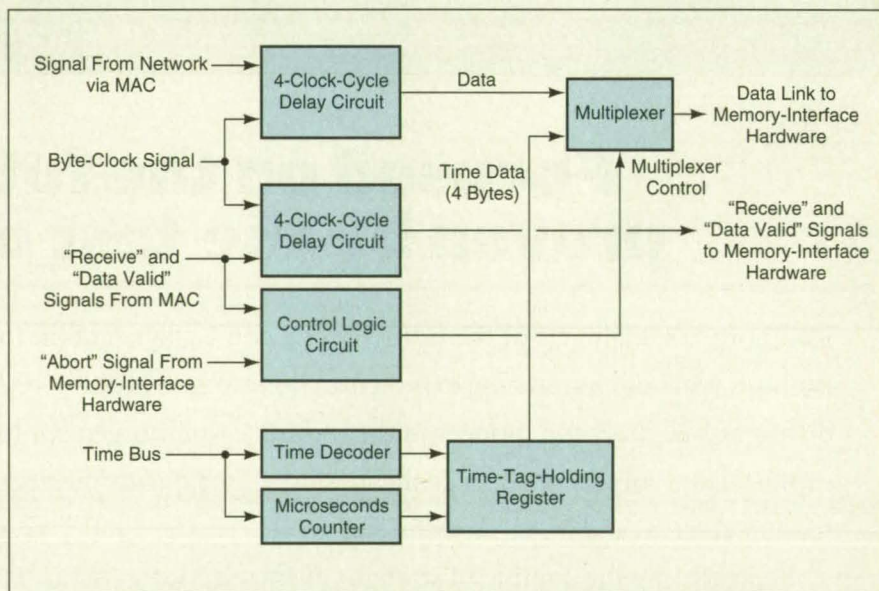 Signal From Network
via MAC
4-Clock-Cycle
Delay Circuit
Data
Multiplexer
Data Link to
Memory-Interface
Hardware
Byte-Clock Signal
Time Data
(4 Bytes)
Multiplexer
Control
4-Clock-Cycle
Delay Circuit
“Receive” and
“Data Valid” Signals
to Memory-Interface
Hardware
“Receive” and
“Data Valid”
Signals From MAC
Control Logic
Circuit
“Abort” Signal From
Memory-Interface
Hardware
Time Bus
Time Decoder
Time-Tag-Holding
Register
Microseconds
Counter